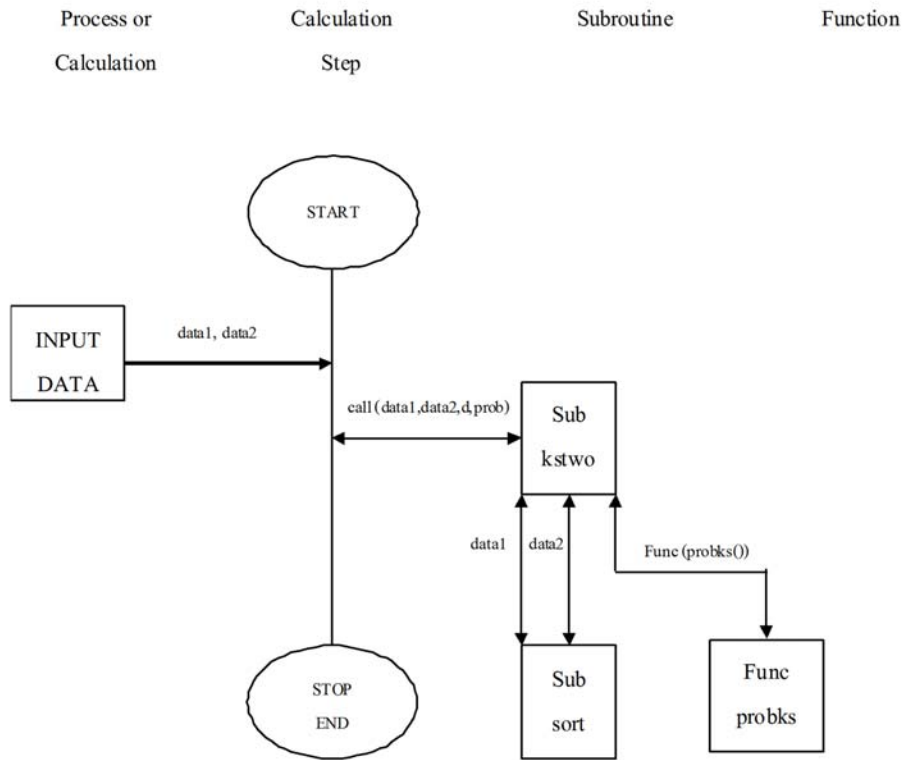 Process or
Calculation
Calculation
Step
Subroutine
Function
START
INPUT
DATA
data1, data2
call(data1,data2,d,prob)
Sub
kstwo
data1
data2
Func(probks())
STOP
END
Sub
sort
Func
probks